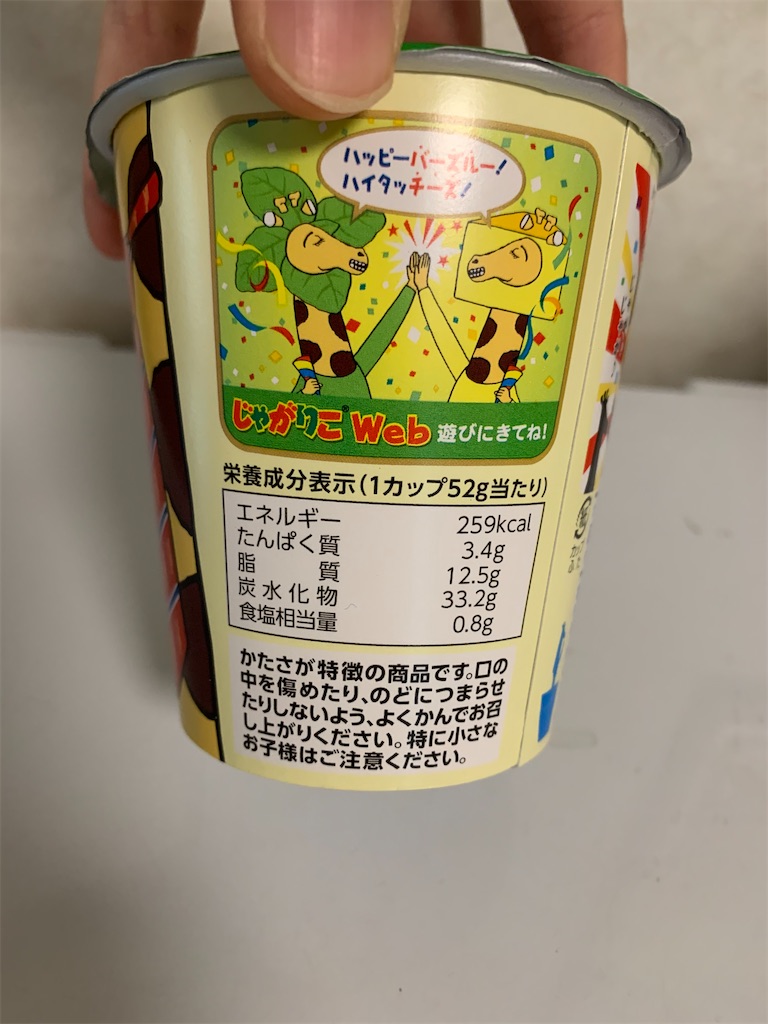 ハッピーバースルー!
ハイタッチーズ!
じゃがりこ® Web 遊びにきてね!
栄養成分表示(1カップ52g当たり)
エネルギー 259kcal
たんぱく質 3.4g
脂 質 12.5g
炭水化物 33.2g
食塩相当量 0.8g
かたさが特徴の商品です。口の
中を傷めたり、のどにつまらせ
たりしないよう、よくかんでお召
し上がりください。特に小さな
お子様はご注意ください。